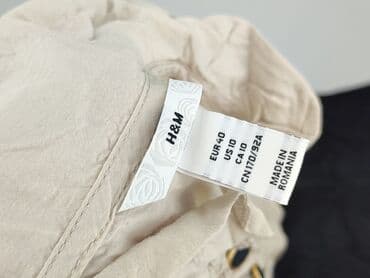 H&M
EUR 40
US 10
CA 10
CN 170/92A
MADE IN
ROMANIA